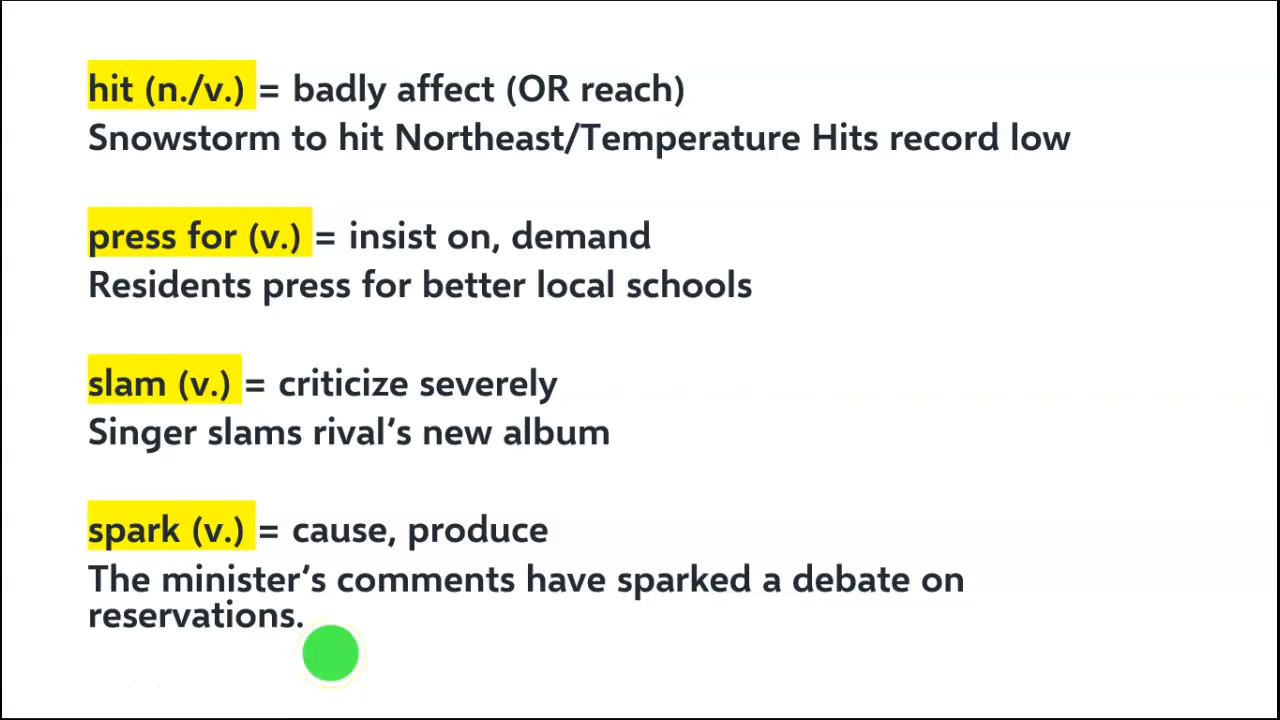 hit (n./v.) = badly affect (OR reach)
Snowstorm to hit Northeast/Temperature Hits record low
press for (v.) = insist on, demand
Residents press for better local schools
slam (v.) = criticize severely
Singer slams rival’s new album
spark (v.) = cause, produce
The minister’s comments have sparked a debate on
reservations.